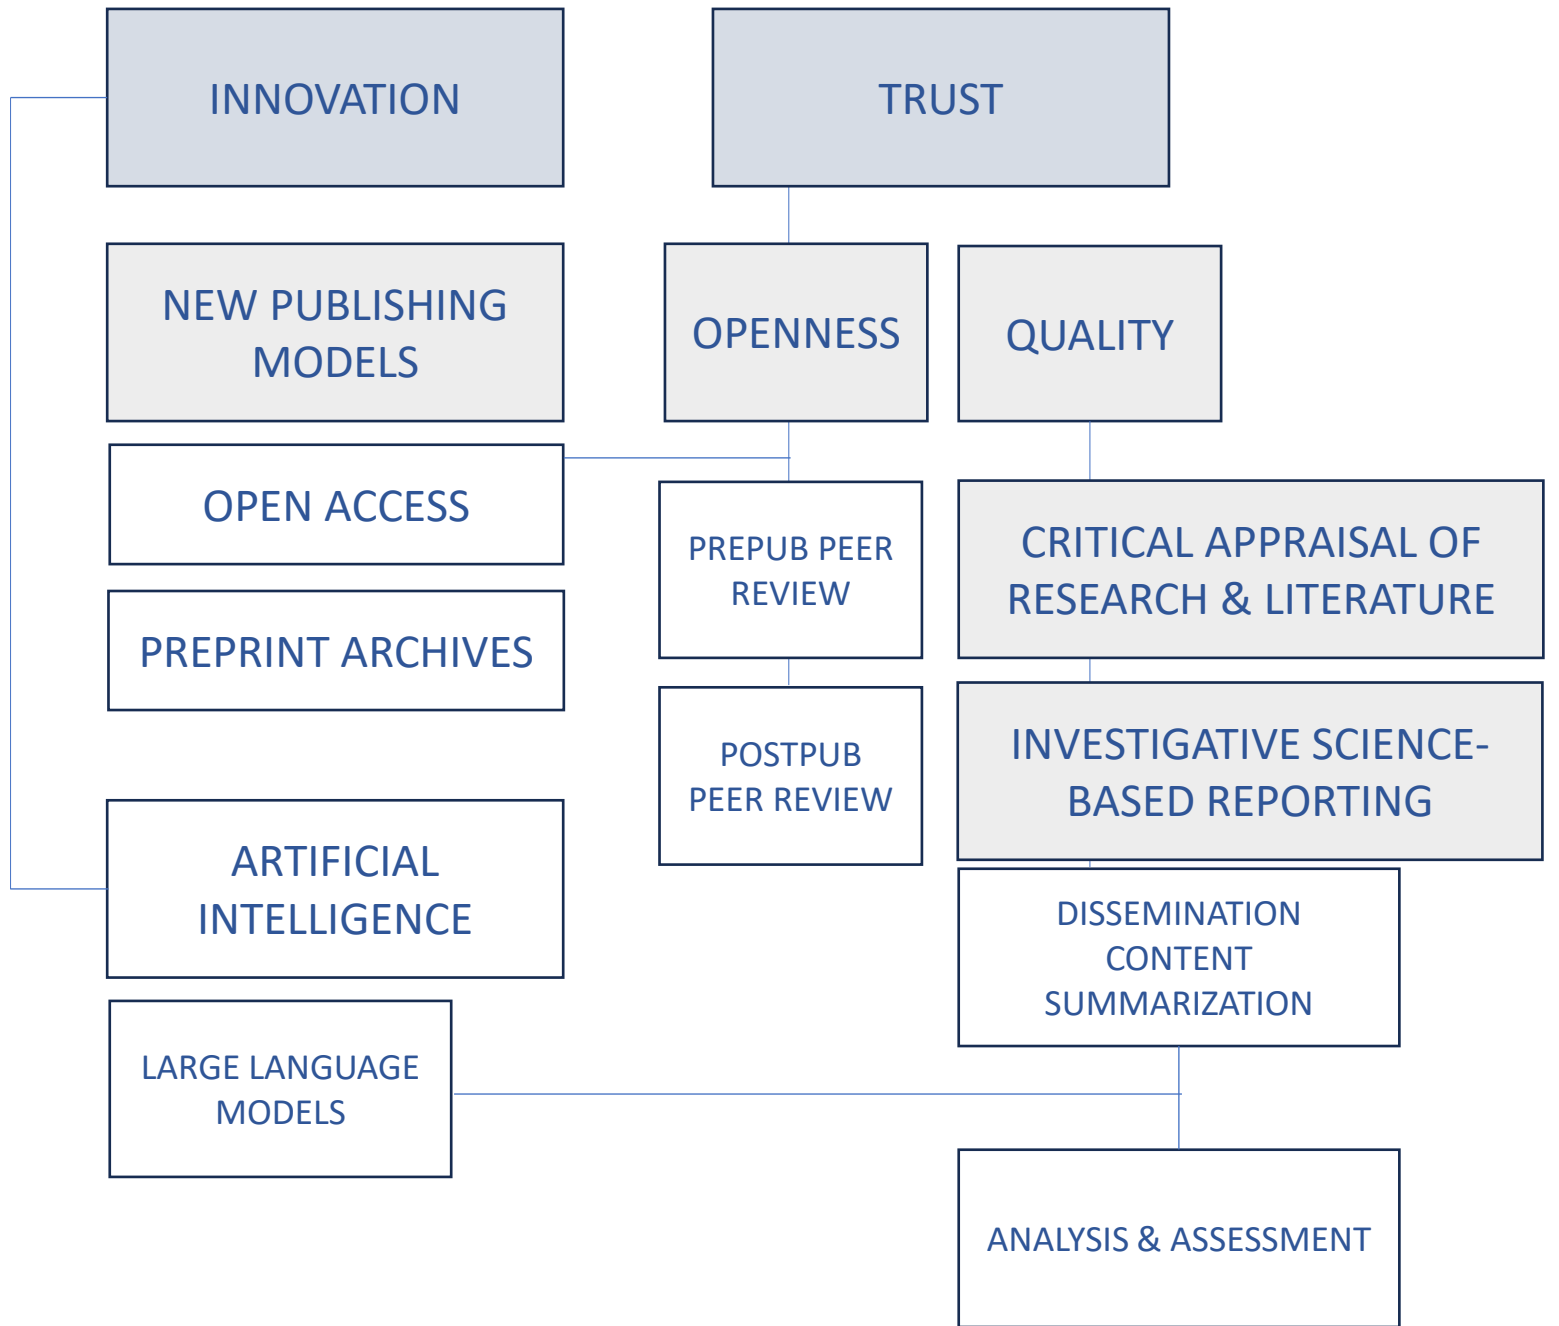 INNOVATION
TRUST
NEW PUBLISHING
MODELS
OPENNESS
QUALITY
OPEN ACCESS
PREPRINT ARCHIVES
PREPUB PEER
REVIEW
CRITICAL APPRAISAL OF
RESEARCH & LITERATURE
POSTPUB
PEER REVIEW
INVESTIGATIVE SCIENCE-
BASED REPORTING
ARTIFICIAL
INTELLIGENCE
DISSEMINATION
CONTENT
SUMMARIZATION
LARGE LANGUAGE
MODELS
ANALYSIS & ASSESSMENT